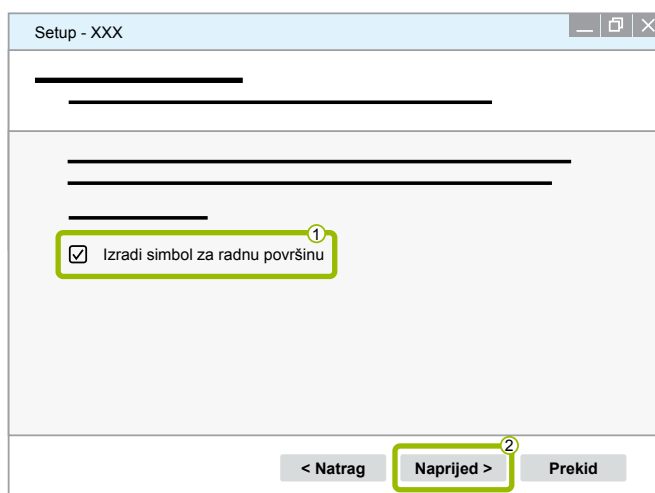 Setup - XXX
1
Izradi simbol za radnu površinu
2
< Natrag Naprijed > Prekid